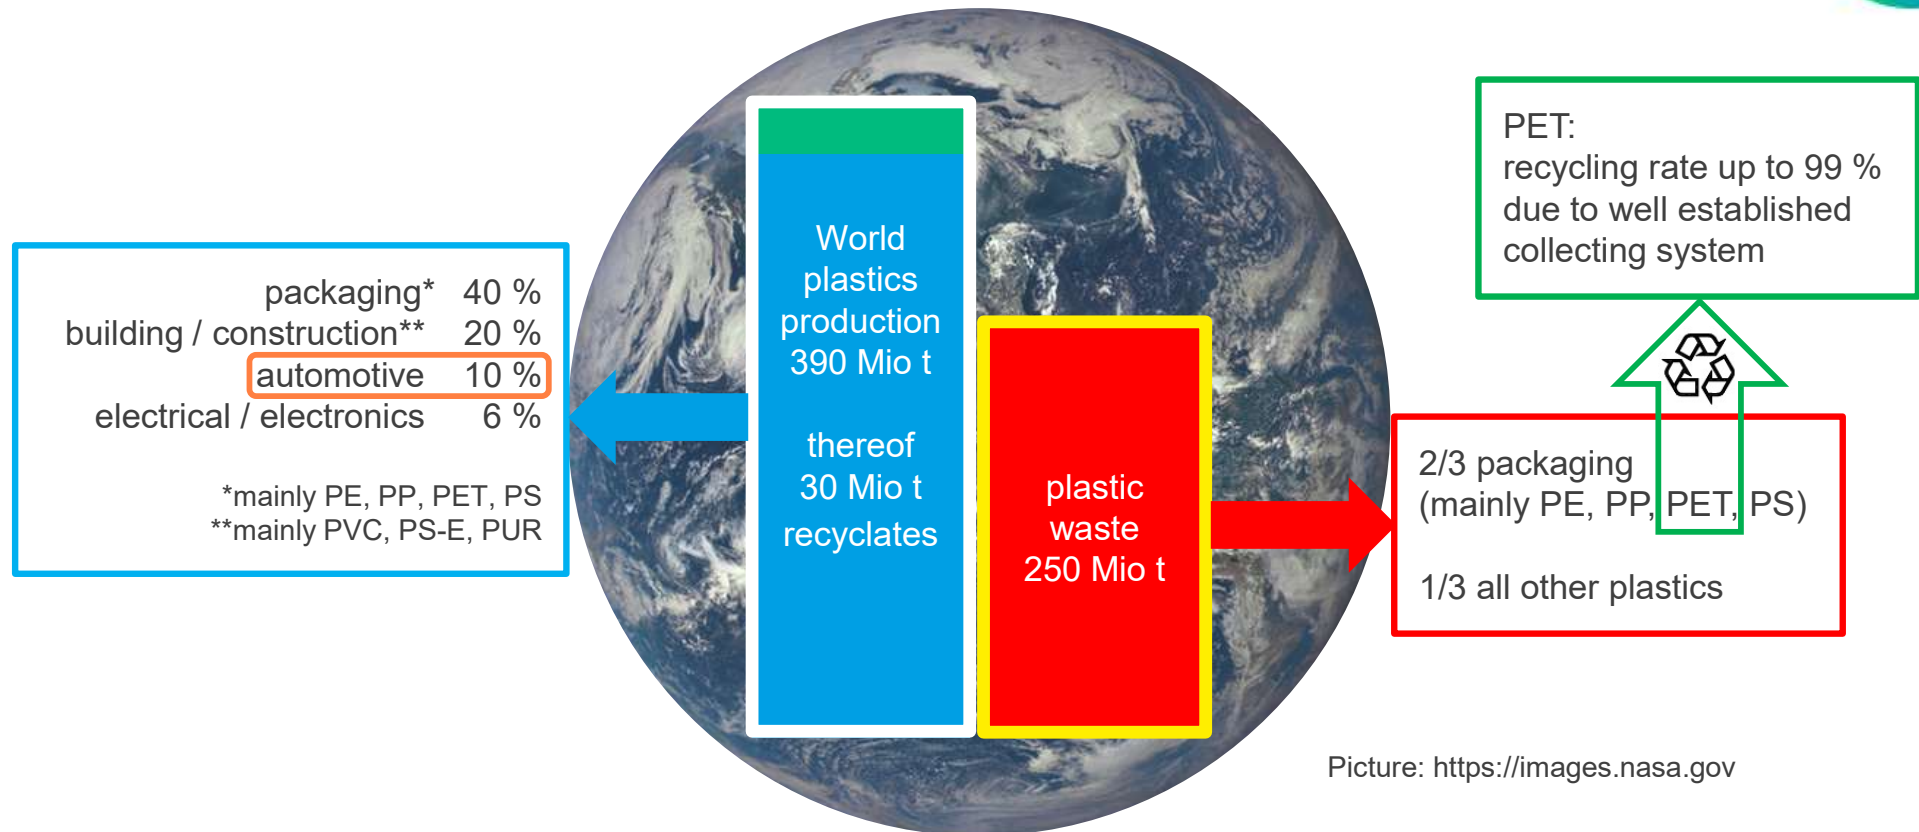 packaging* 40 %
building / construction** 20 %
automotive 10 %
electrical / electronics 6 %
*mainly PE, PP, PET, PS
**mainly PVC, PS-E, PUR
World
plastics
production
390 Mio t
thereof
30 Mio t
recyclates
plastic
waste
250 Mio t
PET:
recycling rate up to 99 %
due to well established
collecting system
2/3 packaging
(mainly PE, PP, PET, PS)
1/3 all other plastics
Picture: https://images.nasa.gov